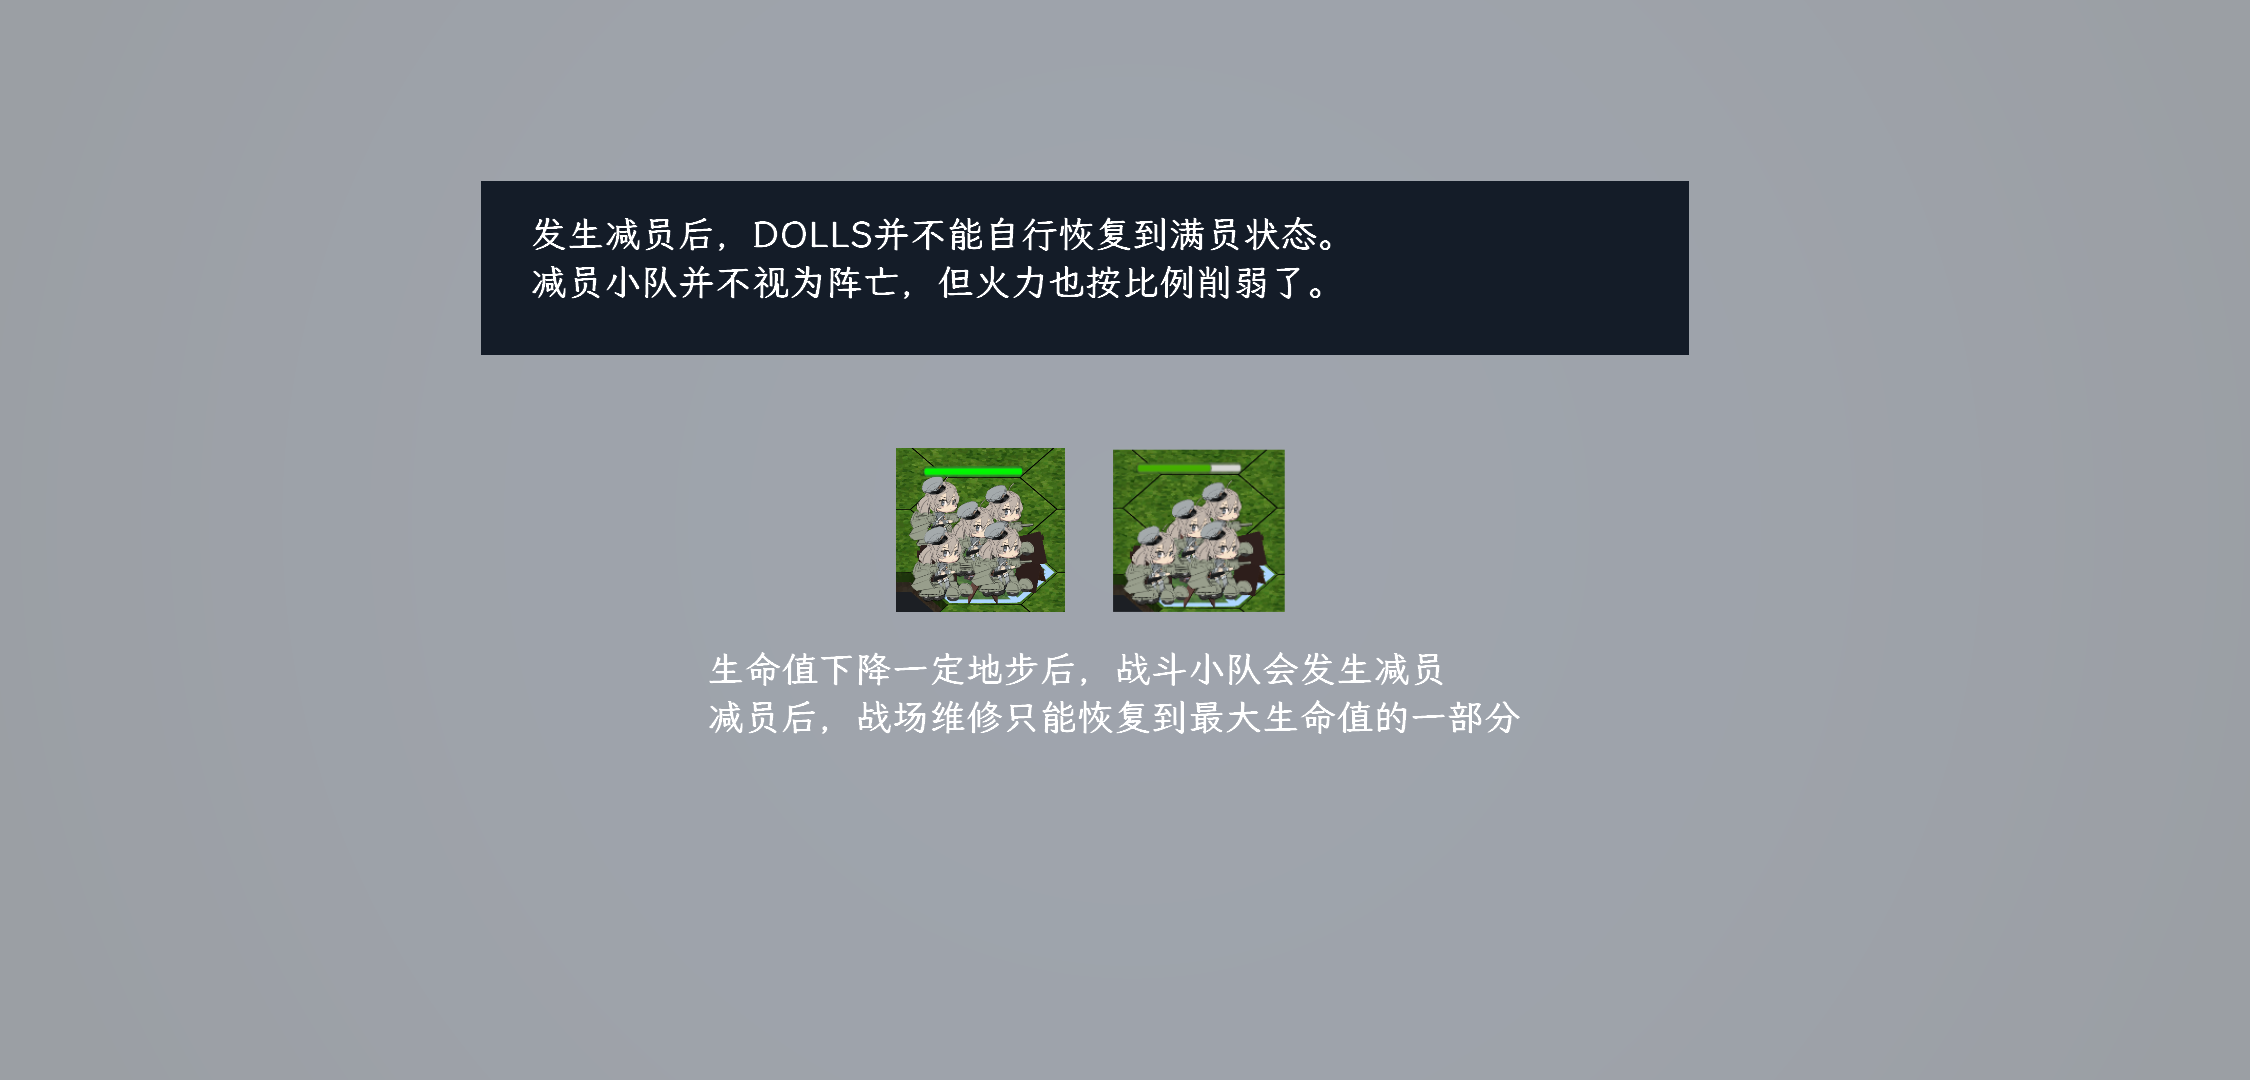 发生减员后，DOLLS并不能自行恢复到满员状态。
减员小队并不视为阵亡，但火力也按比例削弱了。
生命值下降一定地步后，战斗小队会发生减员
减员后，战场维修只能恢复到最大生命值的一部分